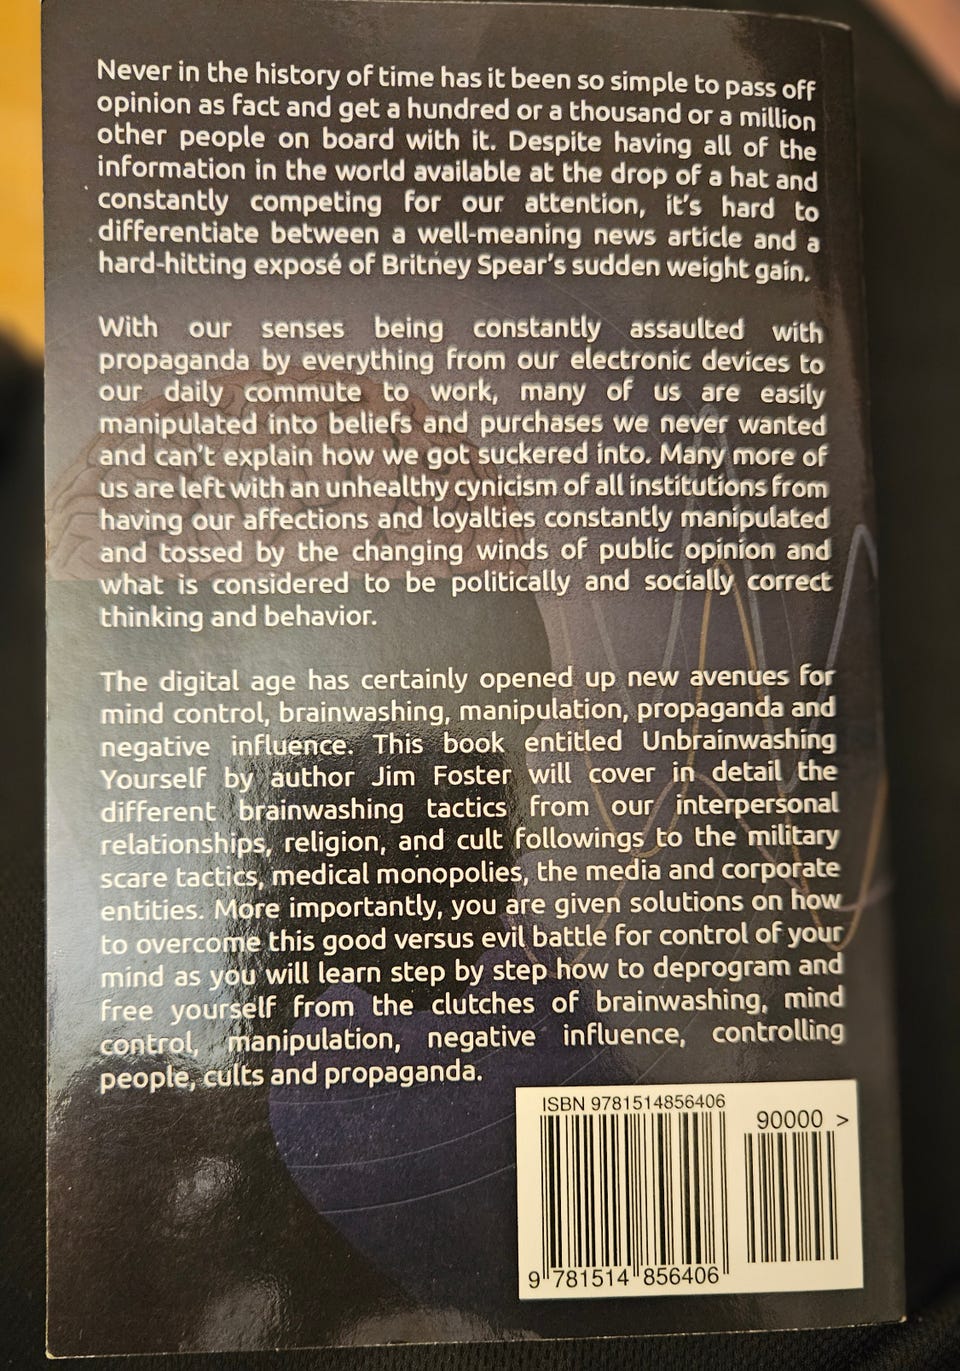 Never in the history of time has it been so simple to pass off
opinion as fact and get a hundred or a thousand or a million
other people on board with it. Despite having all of the
information in the world available at the drop of a hat and
constantly competing for our attention, it's hard to
differentiate between a well-meaning news article and a
hard-hitting exposé of Britney Spear's sudden weight gain.
With our senses being constantly assaulted with
propaganda by everything from our electronic devices to
our daily commute to work, many of us are easily
manipulated into beliefs and purchases we never wanted
and can't explain how we got suckered into. Many more of
us are left with an unhealthy cynicism of all institutions from
having our affections and loyalties constantly manipulated
and tossed by the changing winds of public opinion and
what is considered to be politically and socially correct
thinking and behavior.
The digital age has certainly opened up new avenues for
mind control, brainwashing, manipulation, propaganda and
negative influence. This book entitled Unbrainwashing
Yourself by author Jim Foster will cover in detail the
different brainwashing tactics from our interpersonal
relationships, religion, and cult followings to the military
scare tactics, medical monopolies, the media and corporate
entities. More importantly, you are given solutions on how
to overcome this good versus evil battle for control of your
mind as you will learn step by step how to deprogram and
free yourself from the clutches of brainwashing, mind
control, manipulation, negative influence, controlling
people, cults and propaganda.
ISBN 9781514856406
90000 >
9 781514 856406